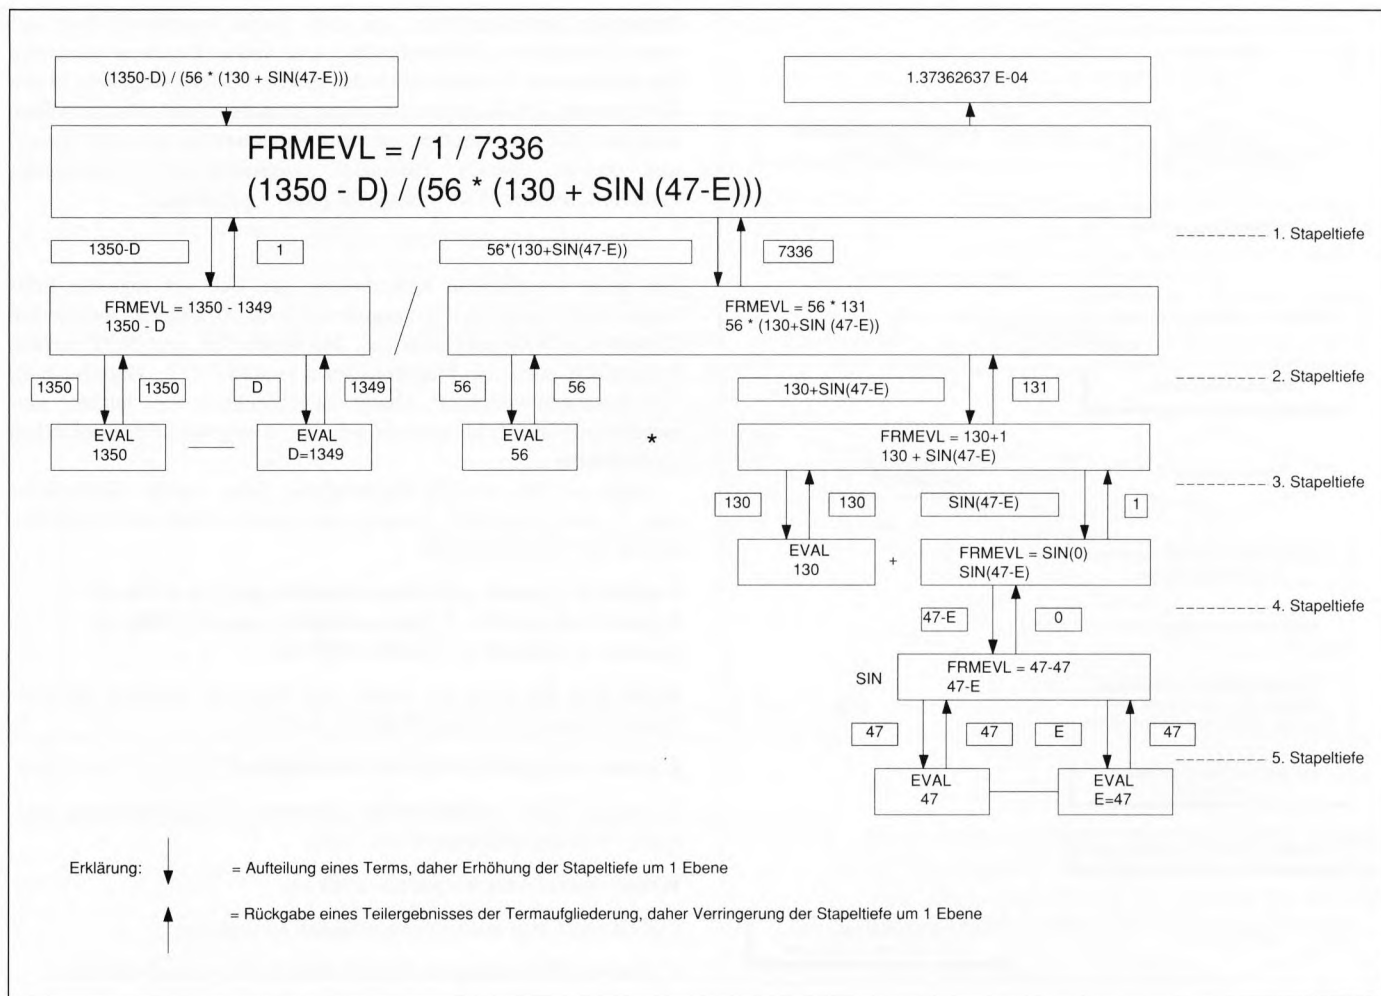 (1350-D) / (56 * (130 + SIN(47-E)))
1.37362637 E-04
FRMEVL = / 1 / 7336
(1350 - D) / (56 * (130 + SIN (47-E)))
1. Stapeltiefe
1350-D
1
56*(130+SIN(47-E))
7336
FRMEVL = 1350 - 1349
1350 - D
FRMEVL = 56 * 131
56 * (130+SIN (47-E))
2. Stapeltiefe
1350
1350
D
1349
56
56
130+SIN(47-E)
131
EVAL
1350
EVAL
D=1349
EVAL
56
*
FRMEVL = 130+1
130 + SIN(47-E)
3. Stapeltiefe
130
130
SIN(47-E)
1
EVAL
130
+
FRMEVL = SIN(0)
SIN(47-E)
4. Stapeltiefe
47-E
0
SIN
FRMEVL = 47-47
47-E
47
47
E
47
5. Stapeltiefe
EVAL
47
EVAL
E=47
Erklärung:
= Aufteilung eines Terms, daher Erhöhung der Stapeltiefe um 1 Ebene
= Rückgabe eines Teilergebnisses der Termaufgliederung, daher Verringerung der Stapeltiefe um 1 Ebene